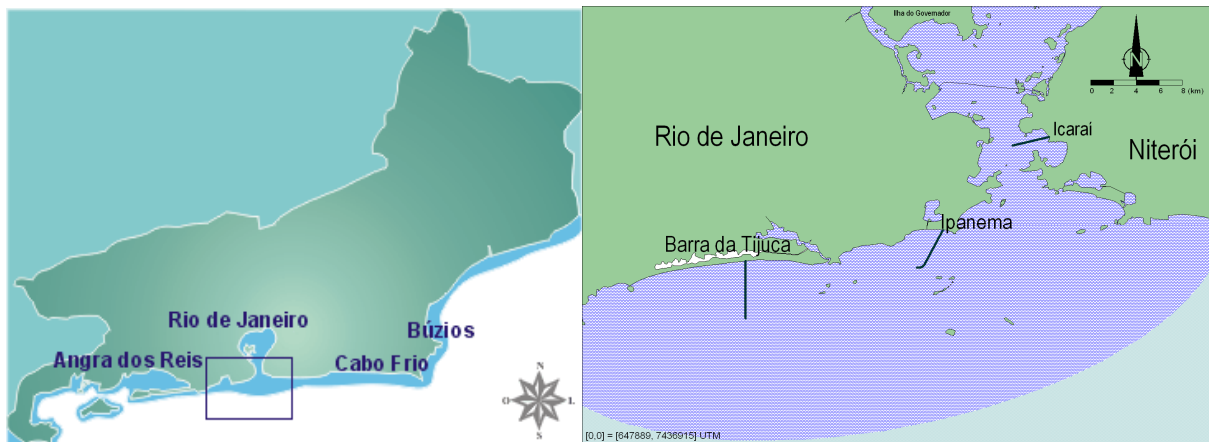 Rio de Janeiro
Búzios
Angra dos Reis
Cabo Frio
N
O
L
S
Ilha do Governador
N
0 2 4 6 8 (km)
Icaraí
Rio de Janeiro
Niterói
Ipanema
Barra da Tijuca
[0,0] = [647889, 7436915] UTM